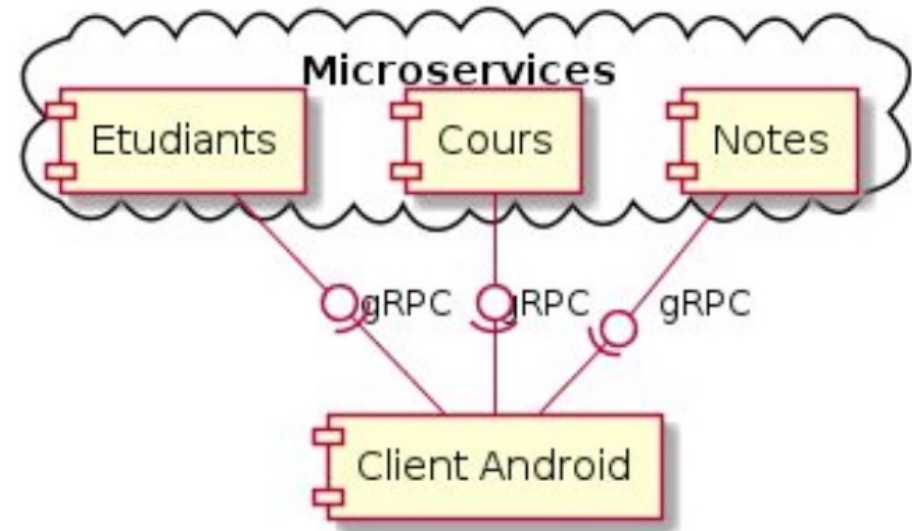 Microservices
Etudiants
Cours
Notes
gRPC
gRPC
gRPC
Client Android